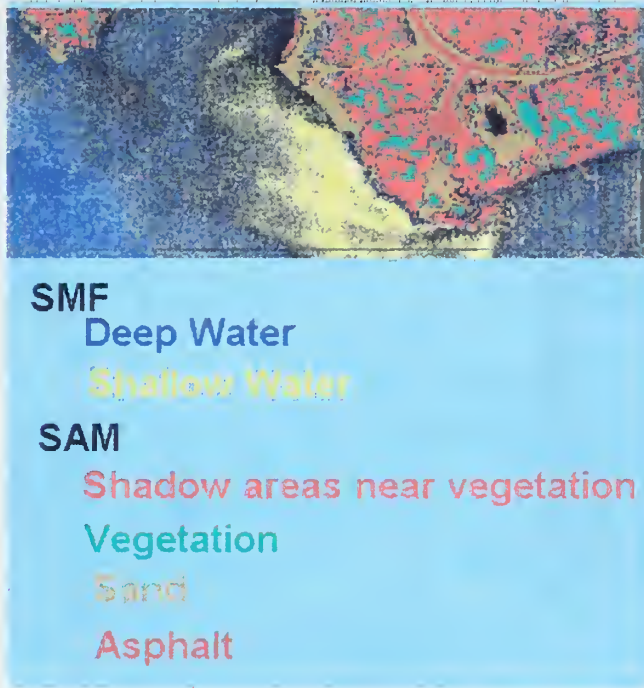 SMF
Deep Water
Shallow Water
SAM
Shadow areas near vegetation
Vegetation
Sand
Asphalt